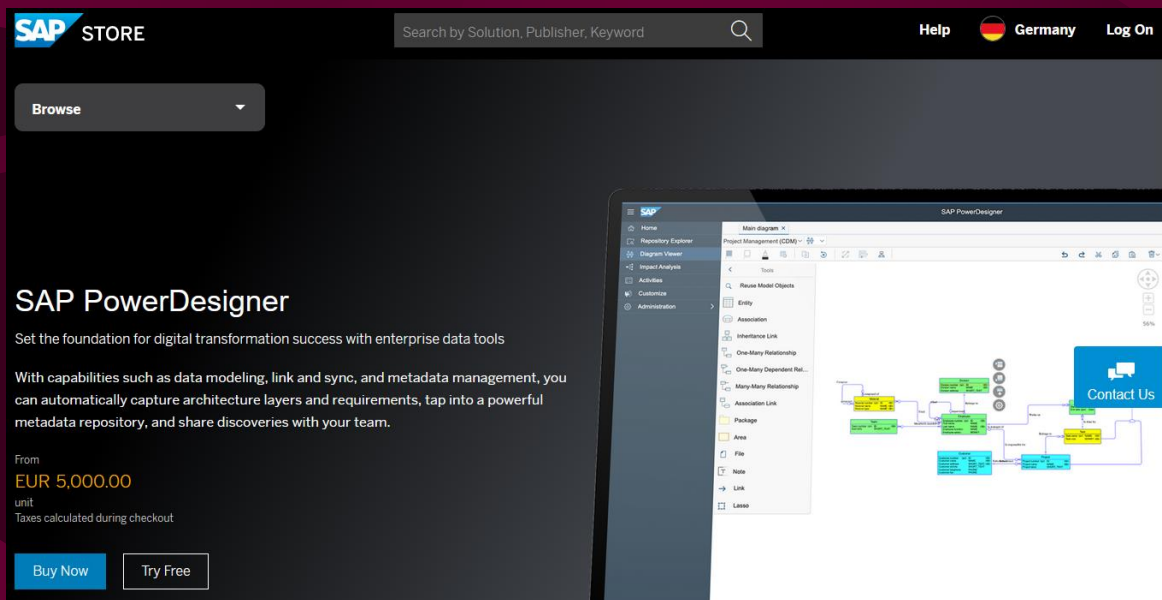 SAP STORE
Search by Solution, Publisher, Keyword
Help
Germany
Log On
Browse
SAP PowerDesigner
Set the foundation for digital transformation success with enterprise data tools
With capabilities such as data modeling, link and sync, and metadata management, you
can automatically capture architecture layers and requirements, tap into a powerful
metadata repository, and share discoveries with your team.
From
EUR 5,000.00
unit
Taxes calculated during checkout
Buy Now
Try Free
SAP
SAP PowerDesigner
Home
Repository Explorer
Diagram Viewer
Impact Analysis
Activities
Customize
Administration
Main diagram ×
Project Management (CDM)
Tools
Reuse Model Objects
Entity
Association
Inheritance Link
One-Many Relationship
One-Many Dependent Rel...
Many-Many Relationship
Association Link
Package
Area
File
Note
Link
Lasso
56%
Contact Us